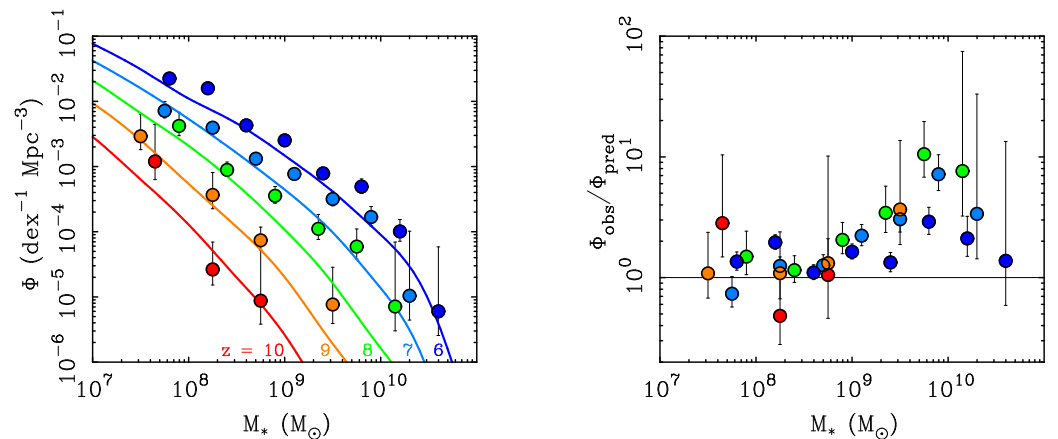 10⁻¹
10⁻²
10⁻³
10⁻⁴
10⁻⁵
10⁻⁶
Φ (dex⁻¹ Mpc⁻³)
z = 10 9 8 7 6
10⁷ 10⁸ 10⁹ 10¹⁰
M* (M⊙)
10²
10¹
10⁰
Φobs/Φpred
10⁷ 10⁸ 10⁹ 10¹⁰
M* (M⊙)